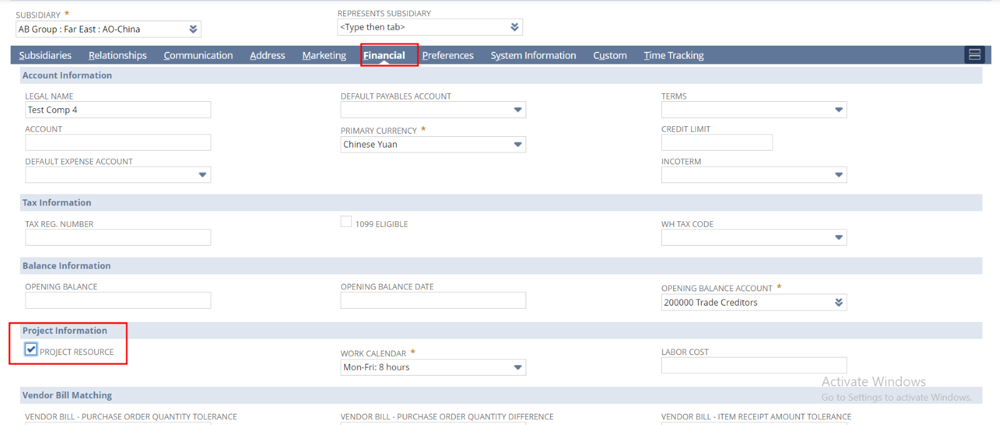 SUBSIDIARY *
REPRESENTS SUBSIDIARY
AB Group : Far East : AO-China
<Type then tab>
Subsidiaries Relationships Communication Address Marketing Financial Preferences System Information Custom Time Tracking
Account Information
LEGAL NAME
DEFAULT PAYABLES ACCOUNT
TERMS
Test Comp 4
ACCOUNT
PRIMARY CURRENCY *
CREDIT LIMIT
Chinese Yuan
DEFAULT EXPENSE ACCOUNT
INCOTERM
Tax Information
TAX REG. NUMBER
1099 ELIGIBLE
WH TAX CODE
Balance Information
OPENING BALANCE
OPENING BALANCE DATE
OPENING BALANCE ACCOUNT *
200000 Trade Creditors
Project Information
PROJECT RESOURCE
WORK CALENDAR *
LABOR COST
Mon-Fri: 8 hours
Activate Windows
Go to Settings to activate Windows.
Vendor Bill Matching
VENDOR BILL - PURCHASE ORDER QUANTITY TOLERANCE
VENDOR BILL - PURCHASE ORDER QUANTITY DIFFERENCE
VENDOR BILL - ITEM RECEIPT AMOUNT TOLERANCE